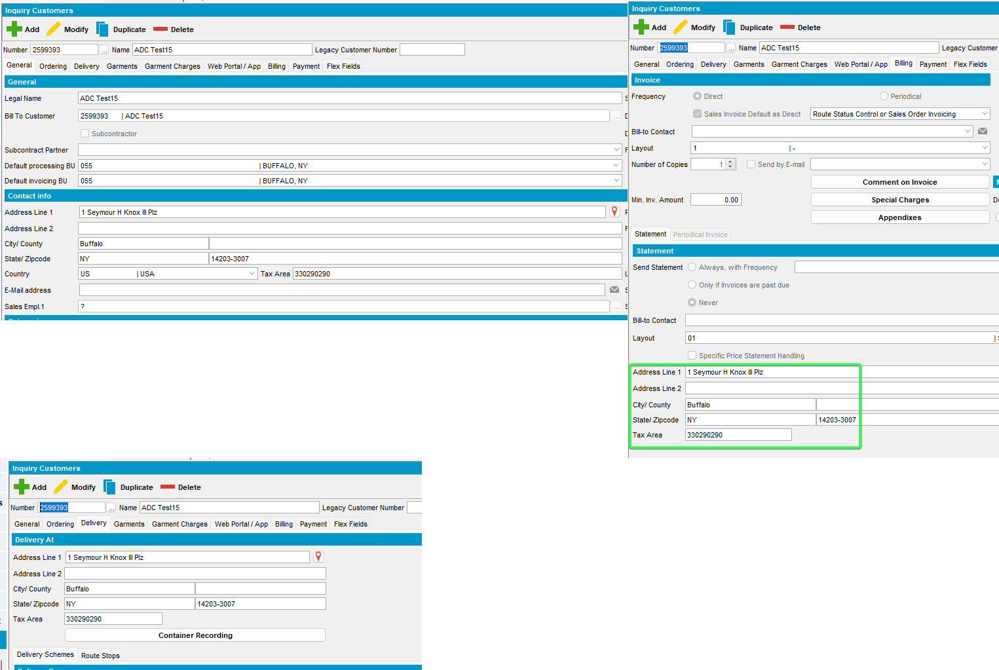 Inquiry Customers
Add Modify Duplicate Delete
Number 2599393 ... Name ADC Test15 Legacy Customer Number
General Ordering Delivery Garments Garment Charges Web Portal / App Billing Payment Flex Fields
General
Legal Name ADC Test15
Bill To Customer 2599393 | ADC Test15 ...
Subcontractor
Subcontract Partner
Default processing BU 055 | BUFFALO, NY
Default invoicing BU 055 | BUFFALO, NY
Contact info
Address Line 1 1 Seymour H Knox III Plz
Address Line 2
City/ County Buffalo
State/ Zipcode NY 14203-3007
Country US | USA Tax Area 330290290
E-Mail address
Sales Empl.1 ? ...
Inquiry Customers
Add Modify Duplicate Delete
Number 2599393 ... Name ADC Test15 Legacy Customer
General Ordering Delivery Garments Garment Charges Web Portal / App Billing Payment Flex Fields
Invoice
Frequency Direct Periodical
Sales Invoice Default as Direct Route Status Control or Sales Order Invoicing
Bill-to Contact
Layout 1 | -
Number of Copies 1 Send by E-mail
Comment on Invoice
Min. Inv. Amount 0.00 Special Charges
Appendixes
Statement Periodical Invoice
Statement
Send Statement Always, with Frequency
Only if Invoices are past due
Never
Bill-to Contact
Layout 01 |
Specific Price Statement Handling
Address Line 1 1 Seymour H Knox III Plz
Address Line 2
City/ County Buffalo
State/ Zipcode NY 14203-3007
Tax Area 330290290
Inquiry Customers
Add Modify Duplicate Delete
Number 2599393 ... Name ADC Test15 Legacy Customer Number
General Ordering Delivery Garments Garment Charges Web Portal / App Billing Payment Flex Fields
Delivery At
Address Line 1 1 Seymour H Knox III Plz
Address Line 2
City/ County Buffalo
State/ Zipcode NY 14203-3007
Tax Area 330290290
Container Recording
Delivery Schemes Route Stops